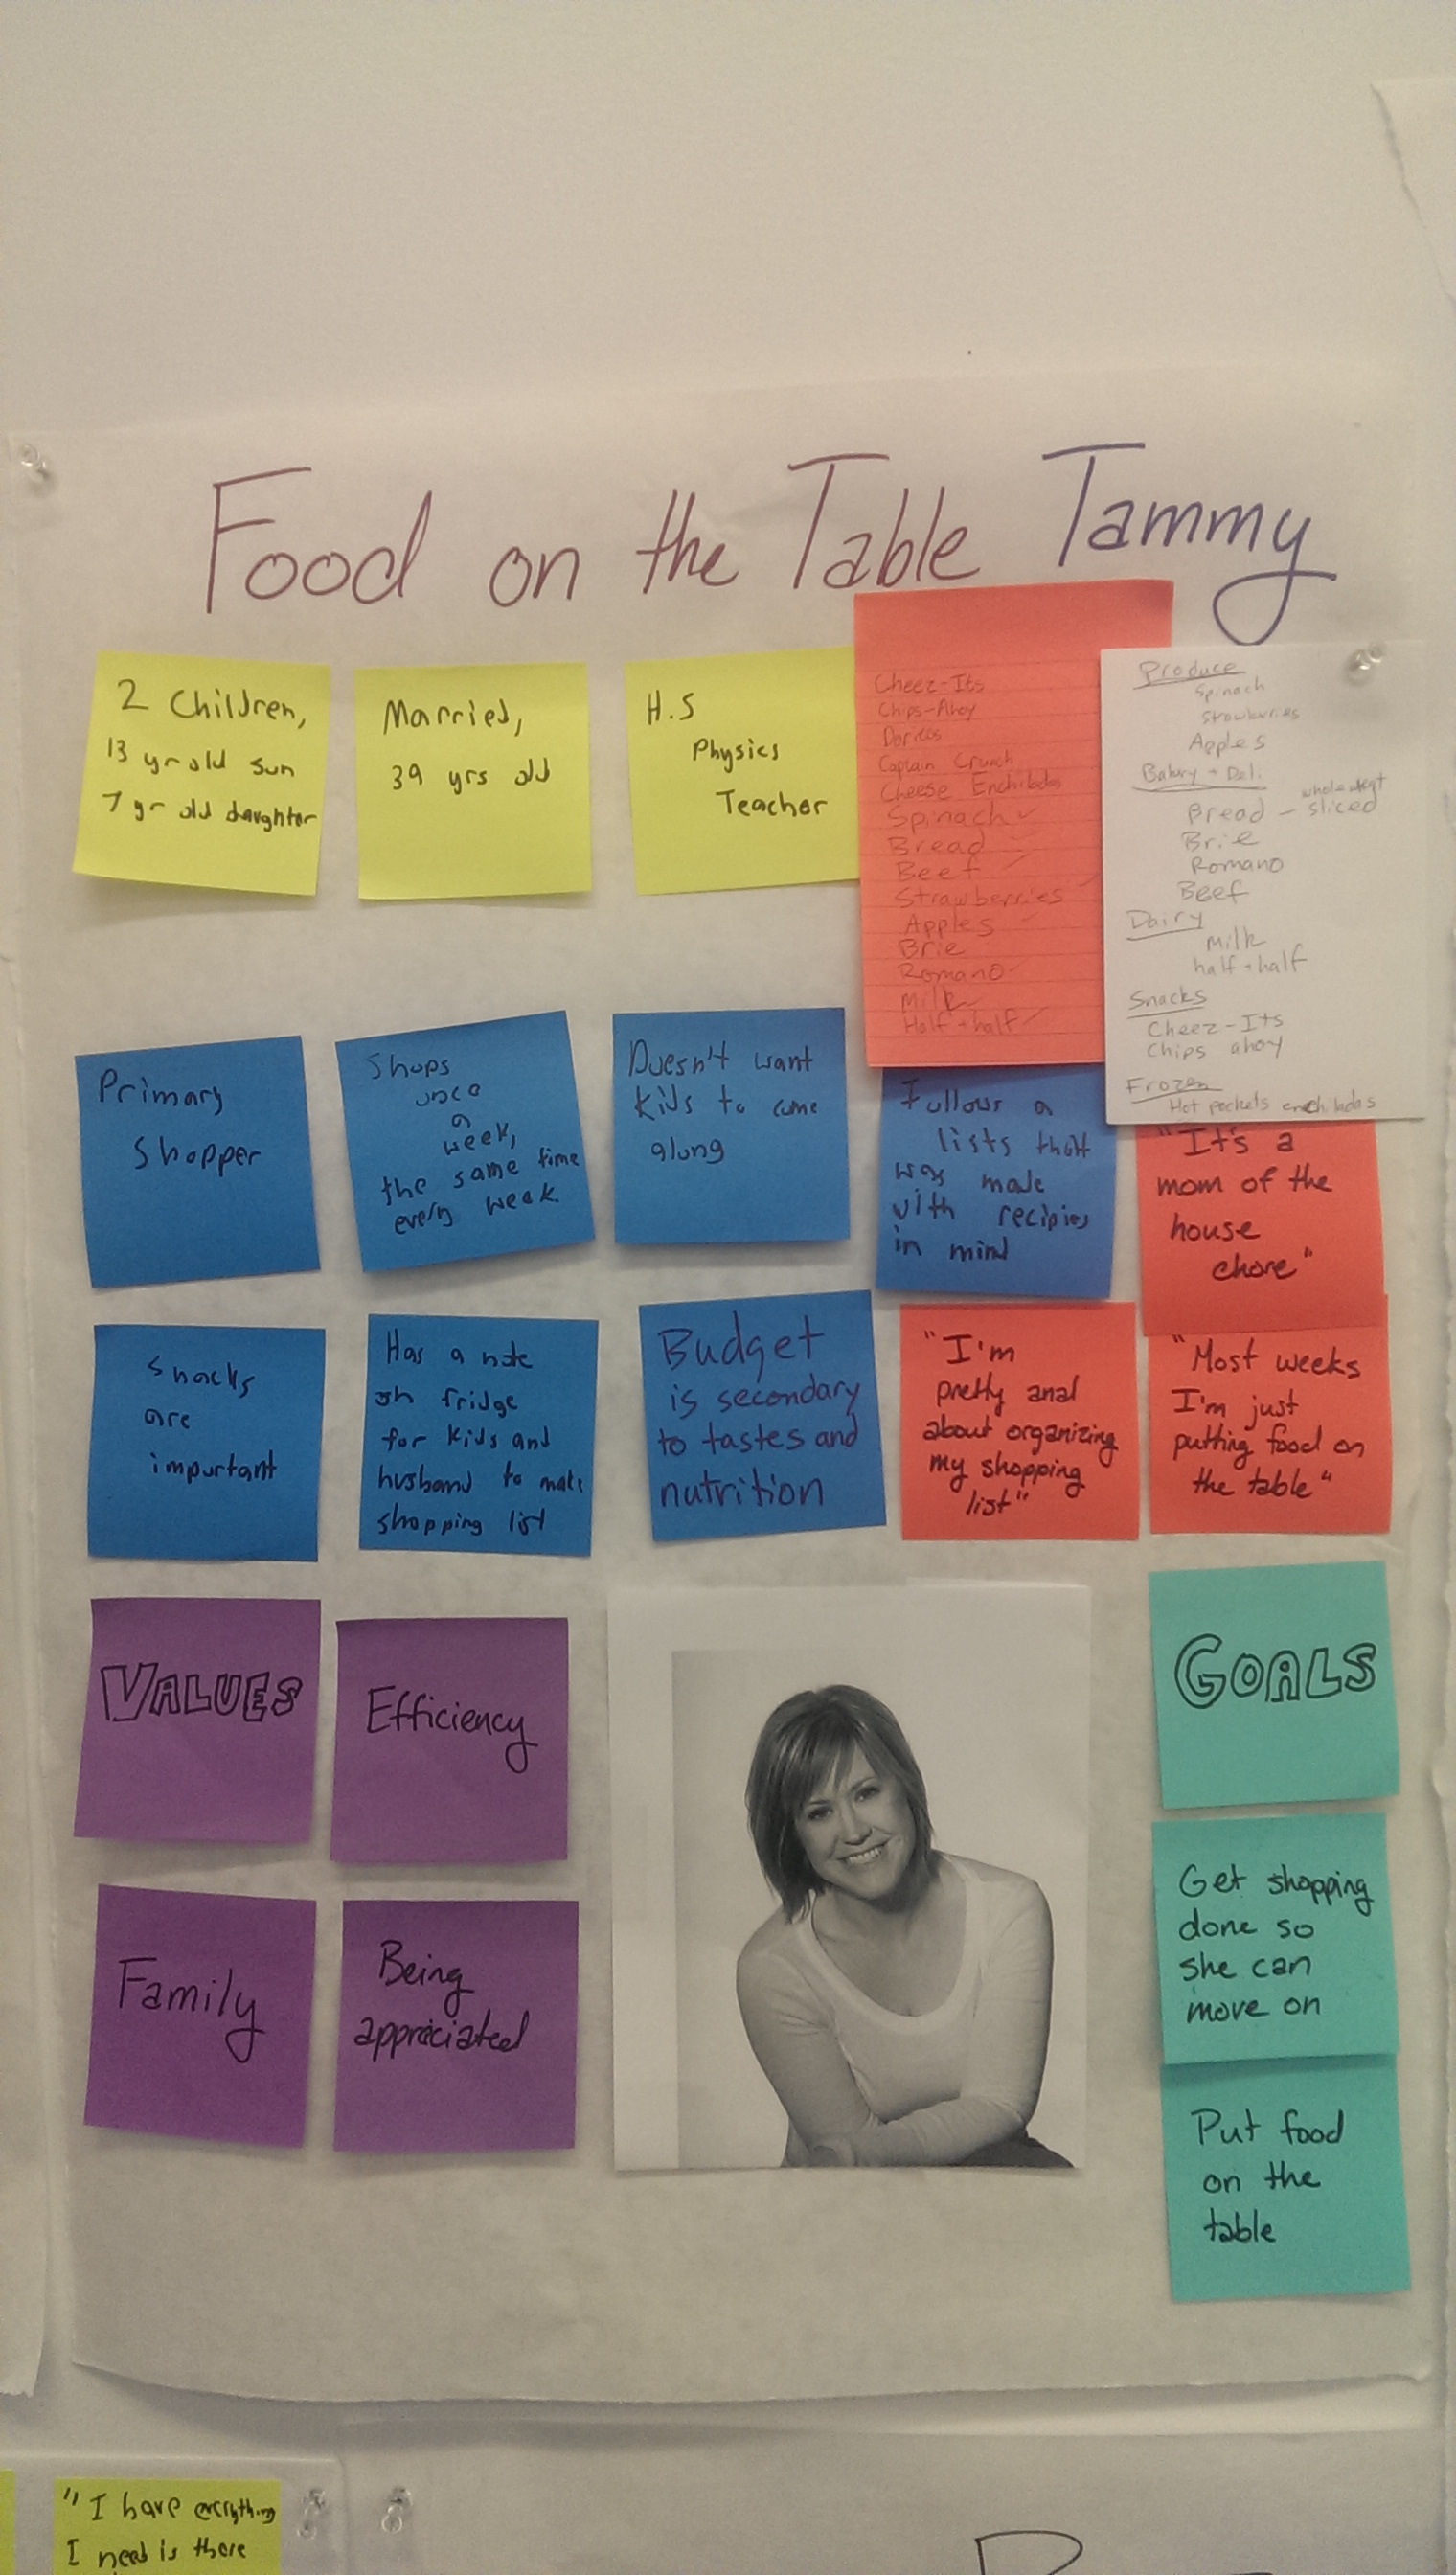 Food on the Table Tammy
2 Children,
13 yr old sun
7 yr old daughter
Married,
39 yrs old
H.S
Physics
Teacher
Cheez-Its
Chips-Ahoy
Doritos
Captain Crunch
Cheese Enchiladas
Spinach
Bread
Beef
Strawberries
Apples
Brie
Romano
Milk
Half + half
Produce
Spinach
Strawberries
Apples
Bakery + Deli
whole wheat
Bread - sliced
Brie
Romano
Beef
Dairy
Milk
half + half
Snacks
Cheez-Its
Chips ahoy
Frozen
Hot pockets enchiladas
Primary
Shopper
Shops
once
a
week,
the same time
every week.
Doesn't want
kids to come
along
Follows a
lists that
was made
with recipies
in mind
"It's a
mom of the
house
chore"
Snacks
are
important
Has a note
on fridge
for kids and
husband to make
shopping list
Budget
is secondary
to tastes and
nutrition
"I'm
pretty anal
about organizing
my shopping
list"
"Most weeks
I'm just
putting food on
the table"
VALUES
Efficiency
GOALS
Family
Being
appreciated
Get shopping
done so
she can
move on
Put food
on the
table
"I have everything
I need is there